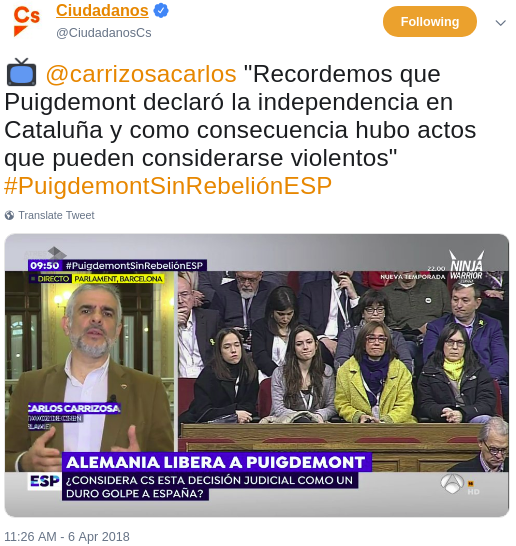 Cs
Ciudadanos
@CiudadanosCs
Following
@carrizosacarlos "Recordemos que
Puigdemont declaró la independencia en
Cataluña y como consecuencia hubo actos
que pueden considerarse violentos"
#PuigdemontSinRebeliónESP
Translate Tweet
09:50 #PuigdemontSinRebeliónESP
DIRECTO PARLAMENT, BARCELONA
22.00
NUEVA TEMPORADA
NINJA
WARRIOR
CARLOS CARRIZOSA
ALEMANIA LIBERA A PUIGDEMONT
ESP
¿CONSIDERA CS ESTA DECISIÓN JUDICIAL COMO UN
DURO GOLPE A ESPAÑA?
HD
11:26 AM - 6 Apr 2018